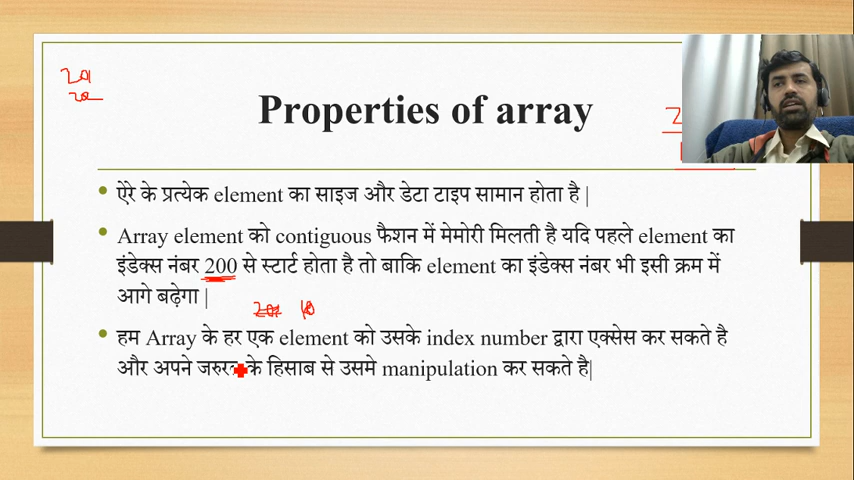 201
202
Properties of array
ऐरे के प्रत्येक element का साइज और डेटा टाइप सामान होता है |
Array element को contiguous फैशन में मेमोरी मिलती है यदि पहले element का
इंडेक्स नंबर 200 से स्टार्ट होता है तो बाकि element का इंडेक्स नंबर भी इसी क्रम में
आगे बढ़ेगा |
हम Array के हर एक element को उसके index number द्वारा एक्सेस कर सकते है
और अपने के हिसाब से उसमे manipulation कर सकते है|